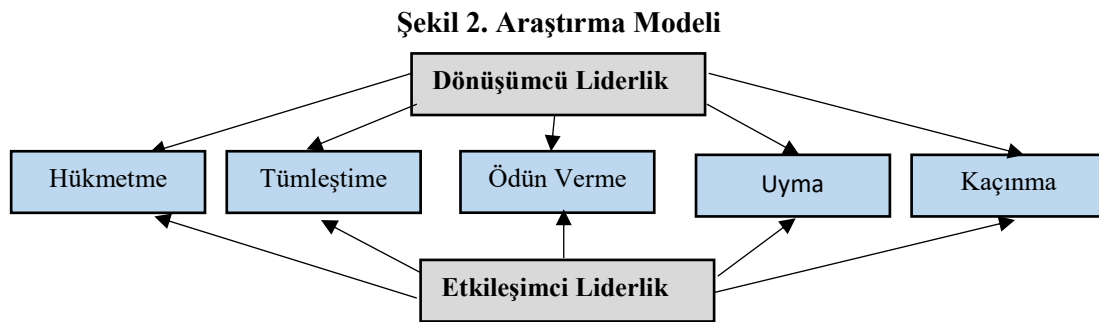 Şekil 2. Araştırma Modeli
Dönüşümcü Liderlik
Hükmetme
Tümleştime
Ödün Verme
Uyma
Kaçınma
Etkileşimci Liderlik